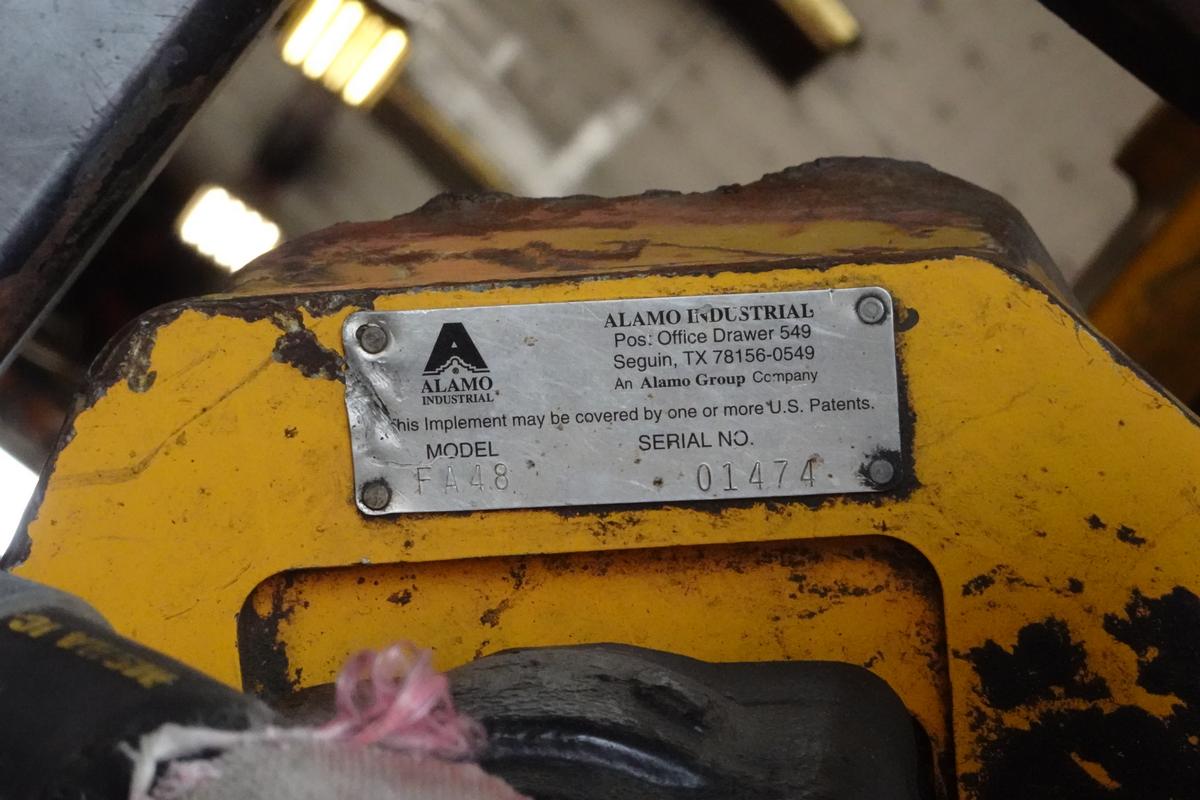 ALAMO
INDUSTRIAL
ALAMO INDUSTRIAL
Pos: Office Drawer 549
Seguin, TX 78156-0549
An Alamo Group Company
This Implement may be covered by one or more U.S. Patents.
MODEL
FA48
SERIAL NO.
01474